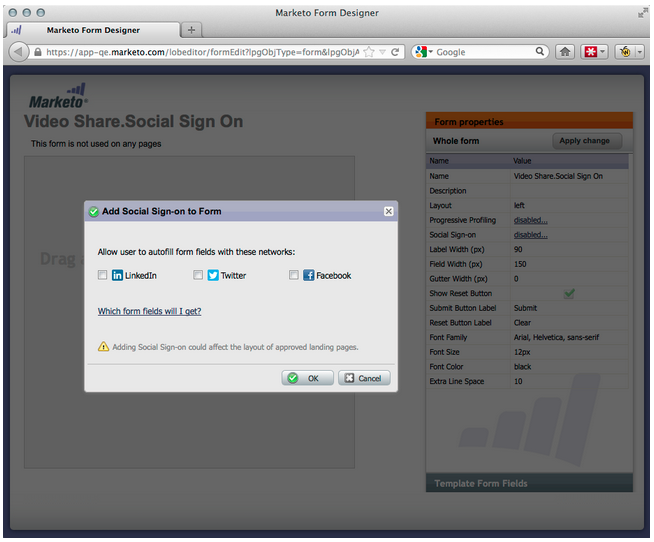 Marketo Form Designer
Marketo Form Designer
https://app-qe.marketo.com/lobeditor/formEdit?lpgObjType=form&lpgObjA
Google
Marketo
Video Share.Social Sign On
This form is not used on any pages
Drag
Add Social Sign-on to Form
Allow user to autofill form fields with these networks:
LinkedIn Twitter Facebook
Which form fields will I get?
Adding Social Sign-on could affect the layout of approved landing pages.
OK Cancel
Form properties
Whole form Apply change
Name Value
Name Video Share.Social Sign On
Description
Layout left
Progressive Profiling disabled...
Social Sign-on disabled...
Label Width (px) 90
Field Width (px) 150
Gutter Width (px) 0
Show Reset Button
Submit Button Label Submit
Reset Button Label Clear
Font Family Arial, Helvetica, sans-serif
Font Size 12px
Font Color black
Extra Line Space 10
Template Form Fields